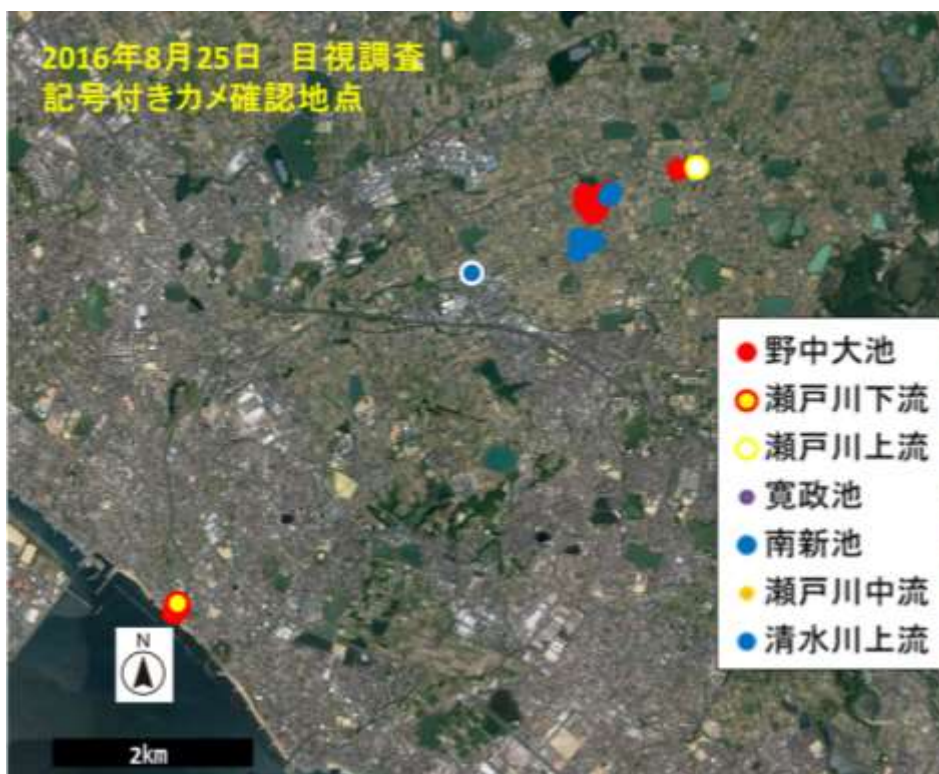 2016年8月25日　目視調査
記号付きカメ確認地点
野中大池
瀬戸川下流
瀬戸川上流
寛政池
南新池
瀬戸川中流
清水川上流
N
2km